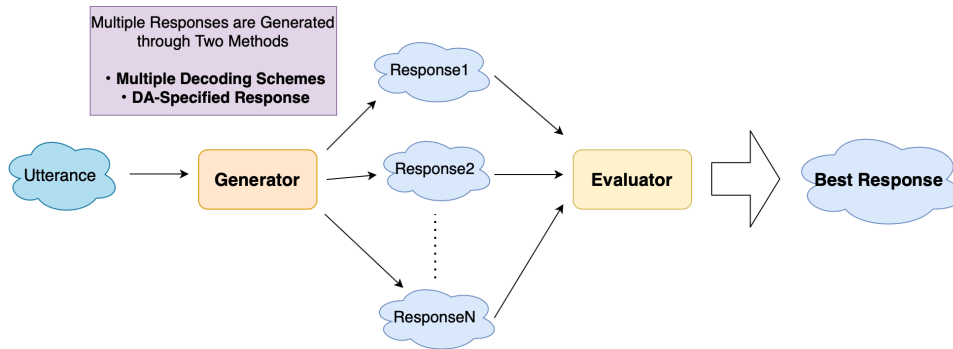 Multiple Responses are Generated
through Two Methods
• Multiple Decoding Schemes
• DA-Specified Response
Response1
Utterance
Generator
Response2
Evaluator
Best Response
ResponseN